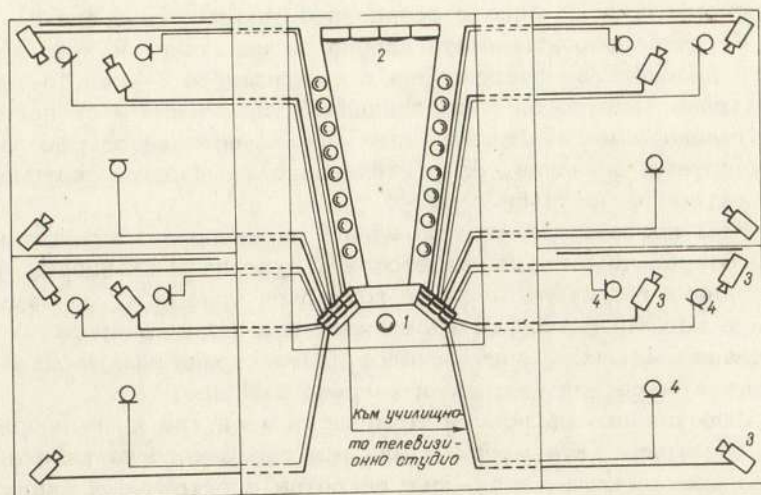 2
1
3
4
3
4
4
3
към училищно-
то телевизи-
онно студио